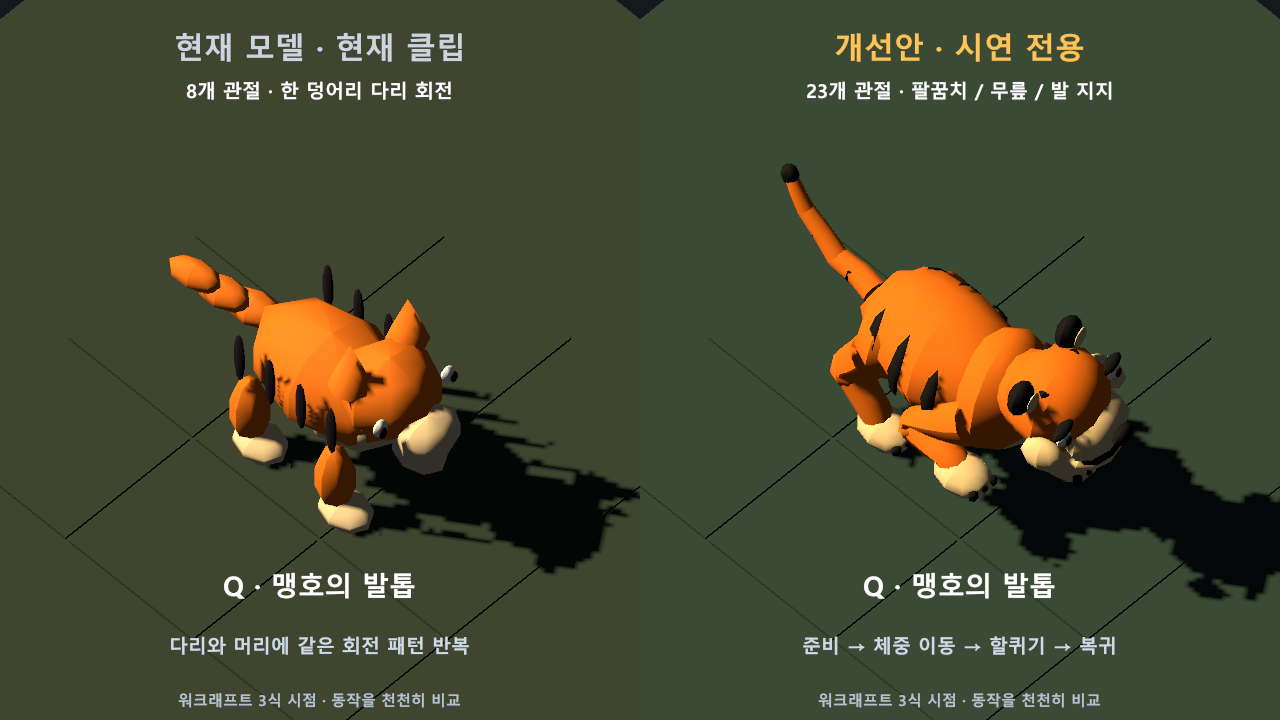 현재 모델 · 현재 클립
8개 관절 · 한 덩어리 다리 회전
Q · 맹호의 발톱
다리와 머리에 같은 회전 패턴 반복
워크래프트 3식 시점 · 동작을 천천히 비교
개선안 · 시연 전용
23개 관절 · 팔꿈치 / 무릎 / 발 지지
Q · 맹호의 발톱
준비 → 체중 이동 → 할퀴기 → 복귀
워크래프트 3식 시점 · 동작을 천천히 비교